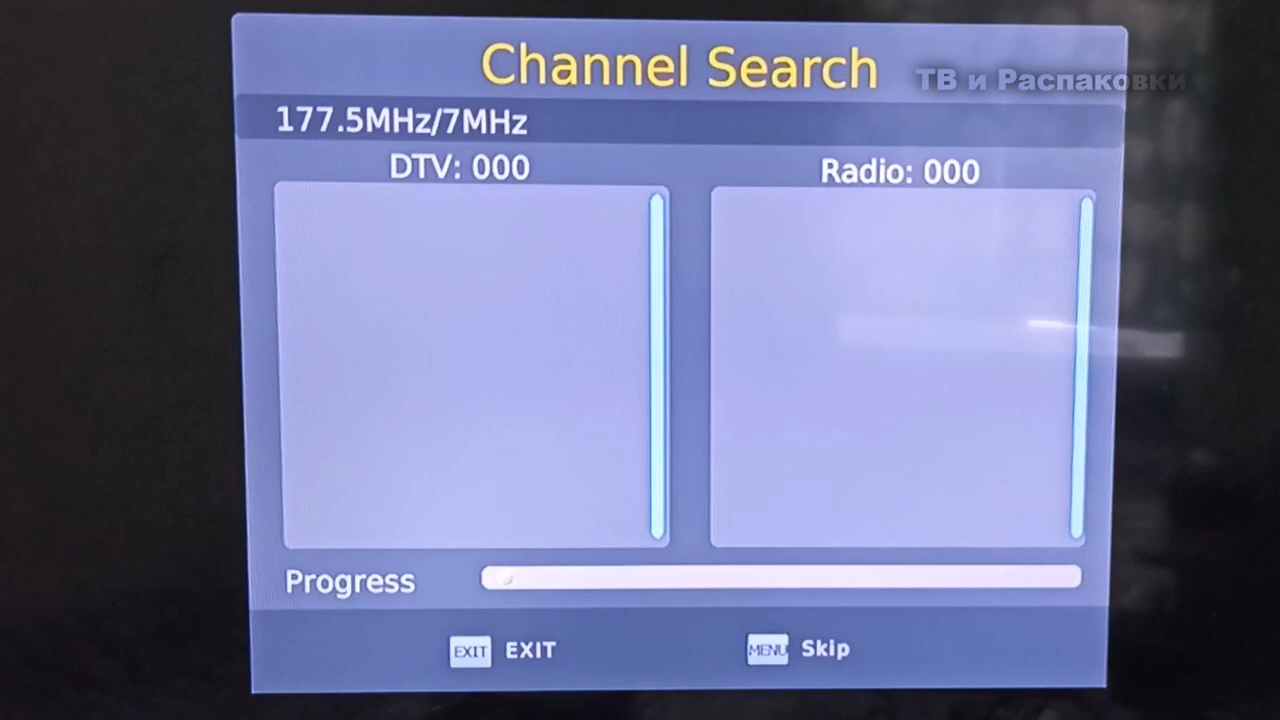 Channel Search
ТВ и Распаковки
177.5MHz/7MHz
DTV: 000
Radio: 000
Progress
EXIT EXIT
MENU Skip